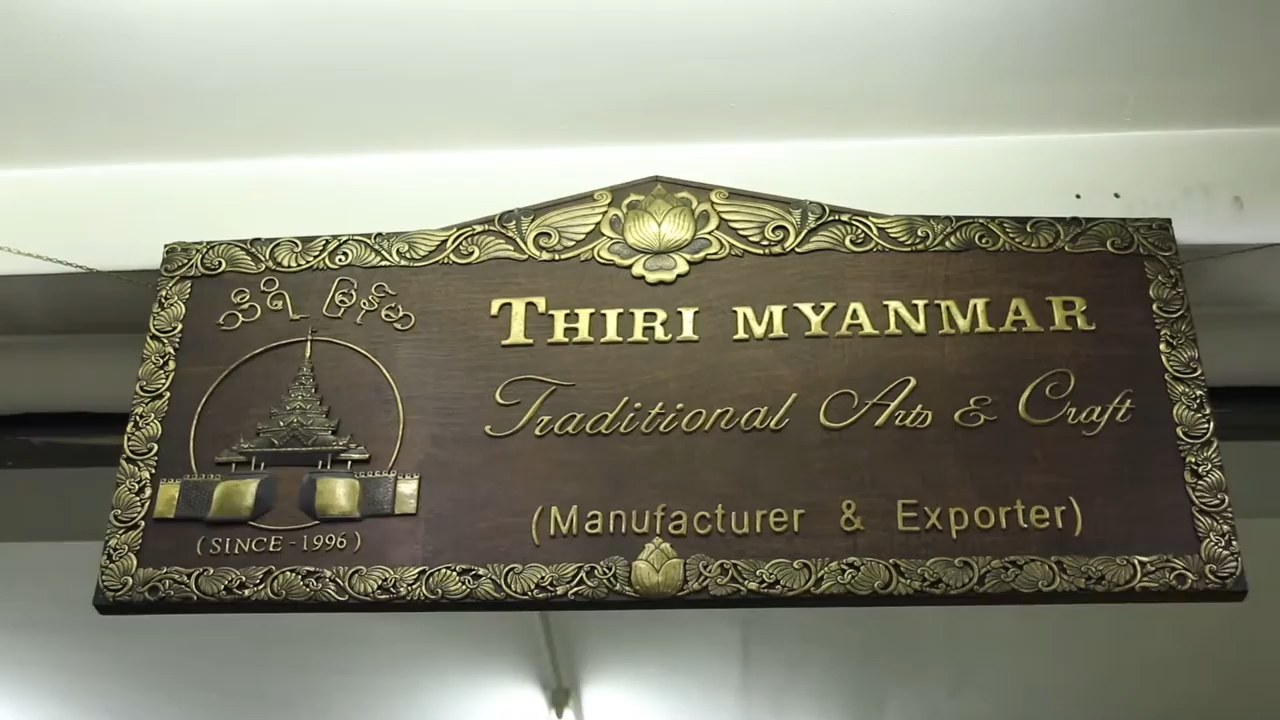 သီရိ မြန်မာ
THIRI MYANMAR
Traditional Arts & Craft
(Manufacturer & Exporter)
(SINCE - 1996)